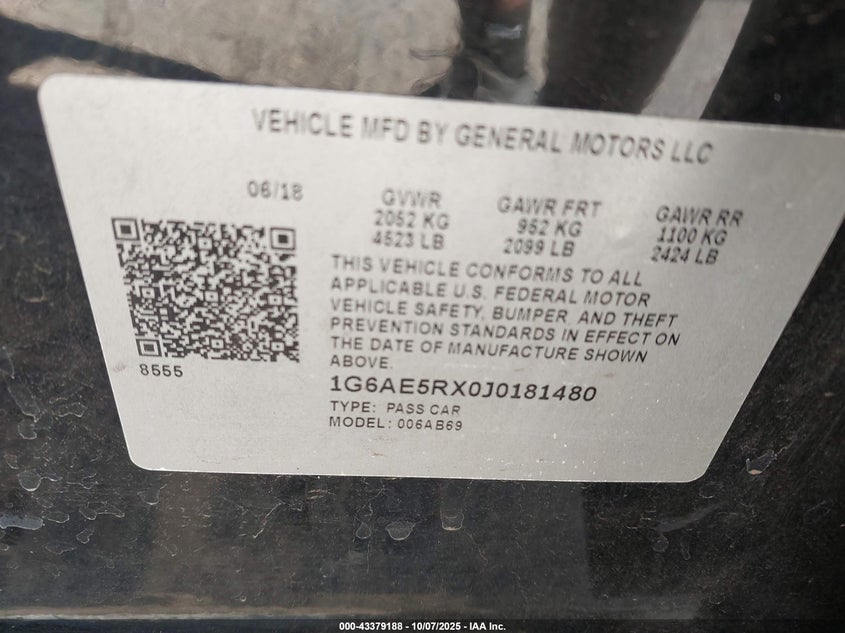 VEHICLE MFD BY GENERAL MOTORS LLC
06/18
GVWR
2052 KG
4523 LB
GAWR FRT
952 KG
2099 LB
GAWR RR
1100 KG
2424 LB
THIS VEHICLE CONFORMS TO ALL
APPLICABLE U.S. FEDERAL MOTOR
VEHICLE SAFETY, BUMPER, AND THEFT
PREVENTION STANDARDS IN EFFECT ON
THE DATE OF MANUFACTURE SHOWN
ABOVE.
8555
1G6AE5RX0J0181480
TYPE: PASS CAR
MODEL: 006AB69
000-43379188 - 10/07/2025 - IAA Inc.